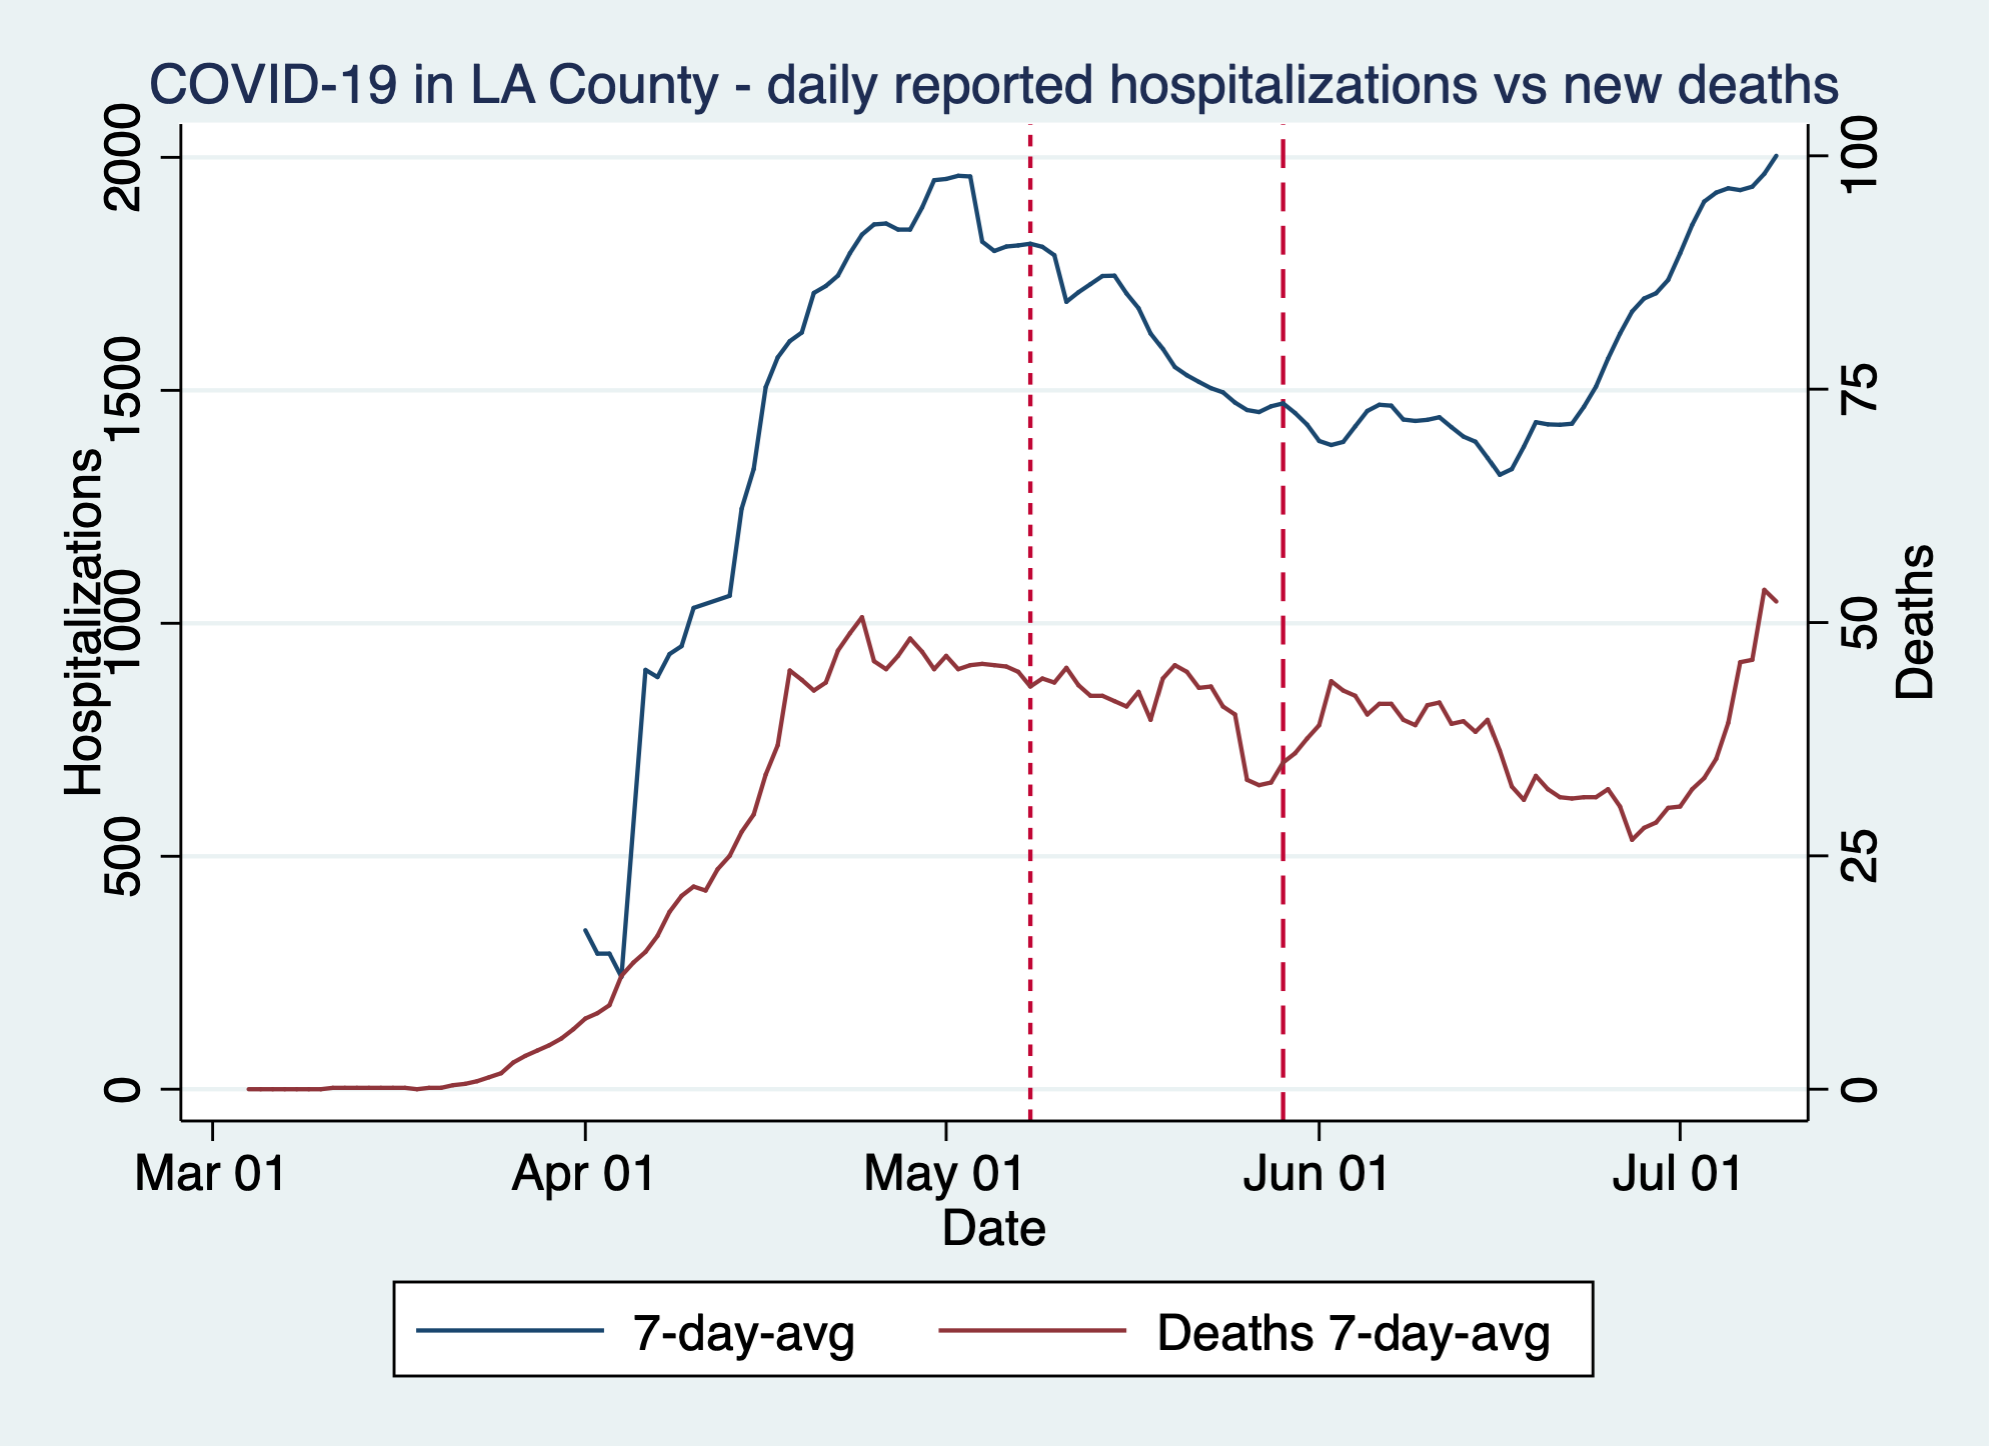 COVID-19 in LA County - daily reported hospitalizations vs new deaths
Hospitalizations
2000
1500
1000
500
0
100
75
50
25
0
Deaths
Mar 01
Apr 01
May 01
Jun 01
Jul 01
Date
7-day-avg
Deaths 7-day-avg